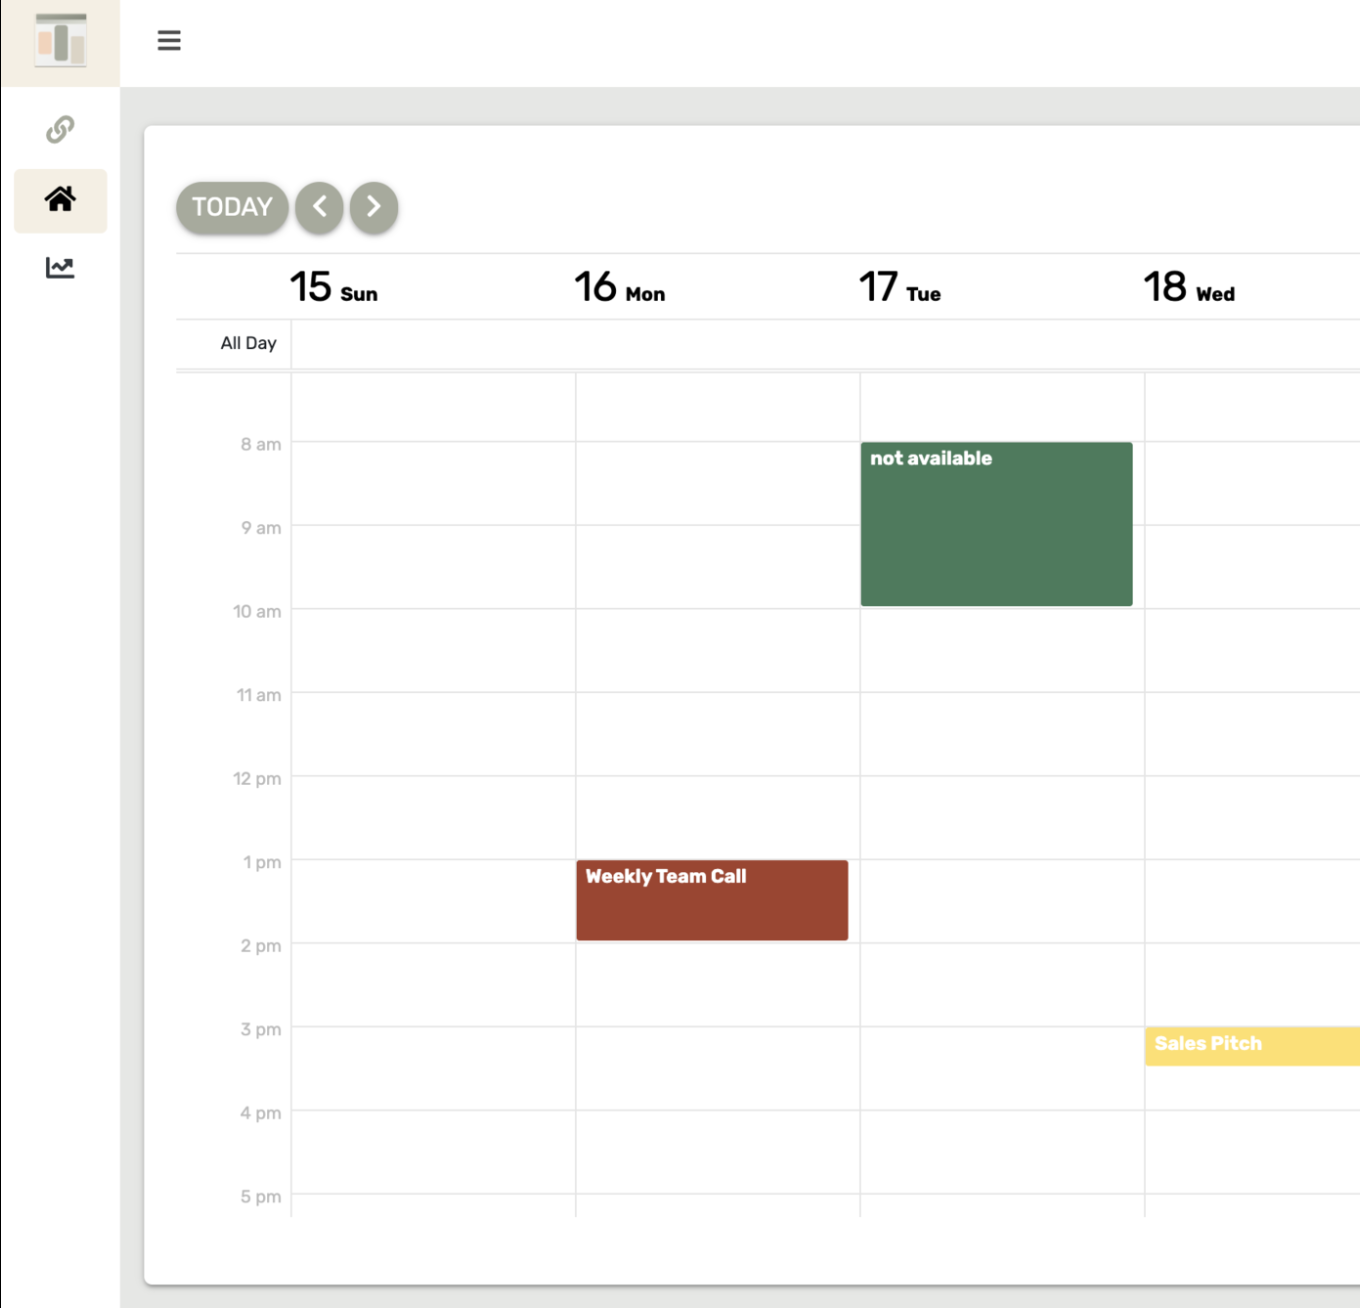 TODAY
15 Sun
16 Mon
17 Tue
18 Wed
All Day
8 am
not available
9 am
10 am
11 am
12 pm
1 pm
Weekly Team Call
2 pm
3 pm
Sales Pitch
4 pm
5 pm